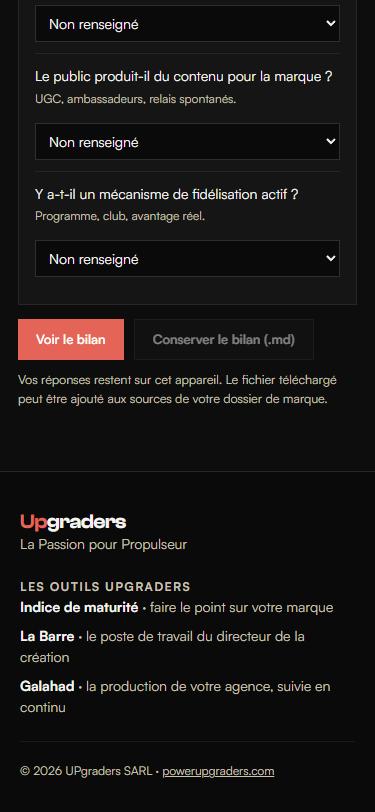 Non renseigné
Le public produit-il du contenu pour la marque ?
UGC, ambassadeurs, relais spontanés.
Non renseigné
Y a-t-il un mécanisme de fidélisation actif ?
Programme, club, avantage réel.
Non renseigné
Voir le bilan
Conserver le bilan (.md)
Vos réponses restent sur cet appareil. Le fichier téléchargé
peut être ajouté aux sources de votre dossier de marque.
Upgraders
La Passion pour Propulseur
LES OUTILS UPGRADERS
Indice de maturité · faire le point sur votre marque
La Barre · le poste de travail du directeur de la
création
Galahad · la production de votre agence, suivie en
continu
© 2026 UPgraders SARL · powerupgraders.com